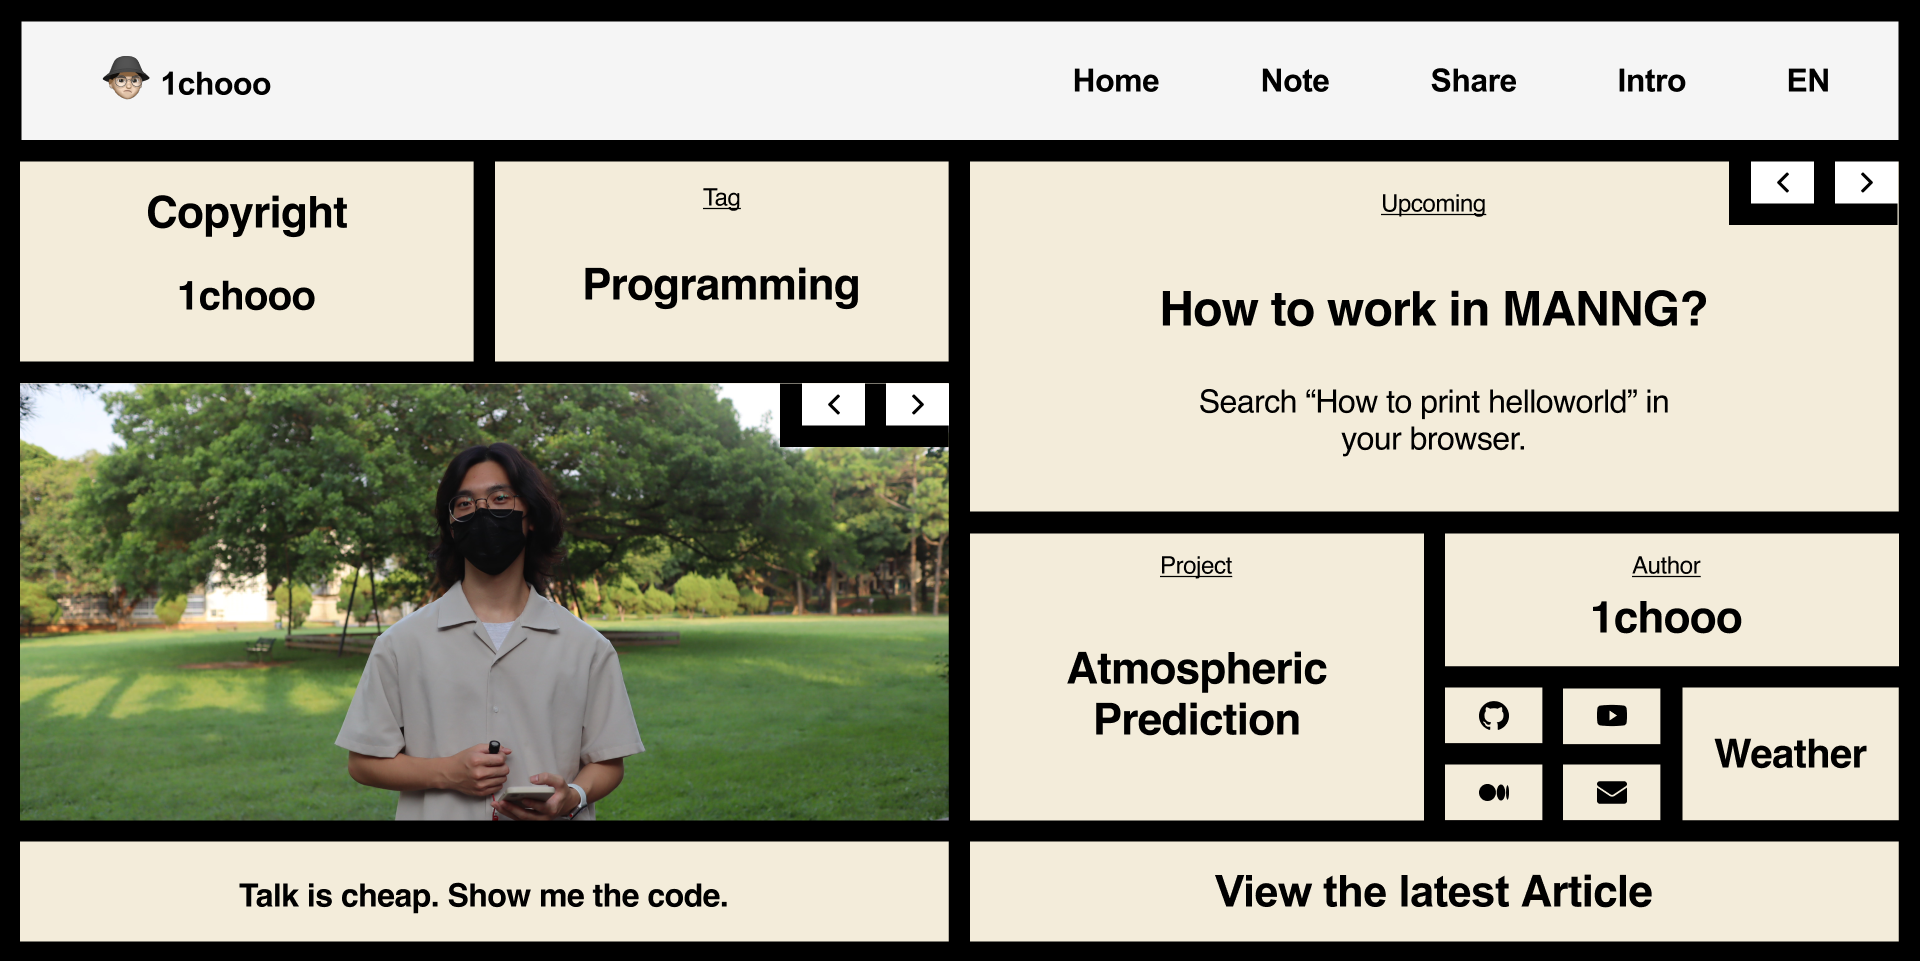 1chooo
Home
Note
Share
Intro
EN
Copyright
1chooo
Tag
Programming
Upcoming
How to work in MANNG?
Search “How to print helloworld” in
your browser.
Project
Atmospheric
Prediction
Author
1chooo
Weather
Talk is cheap. Show me the code.
View the latest Article